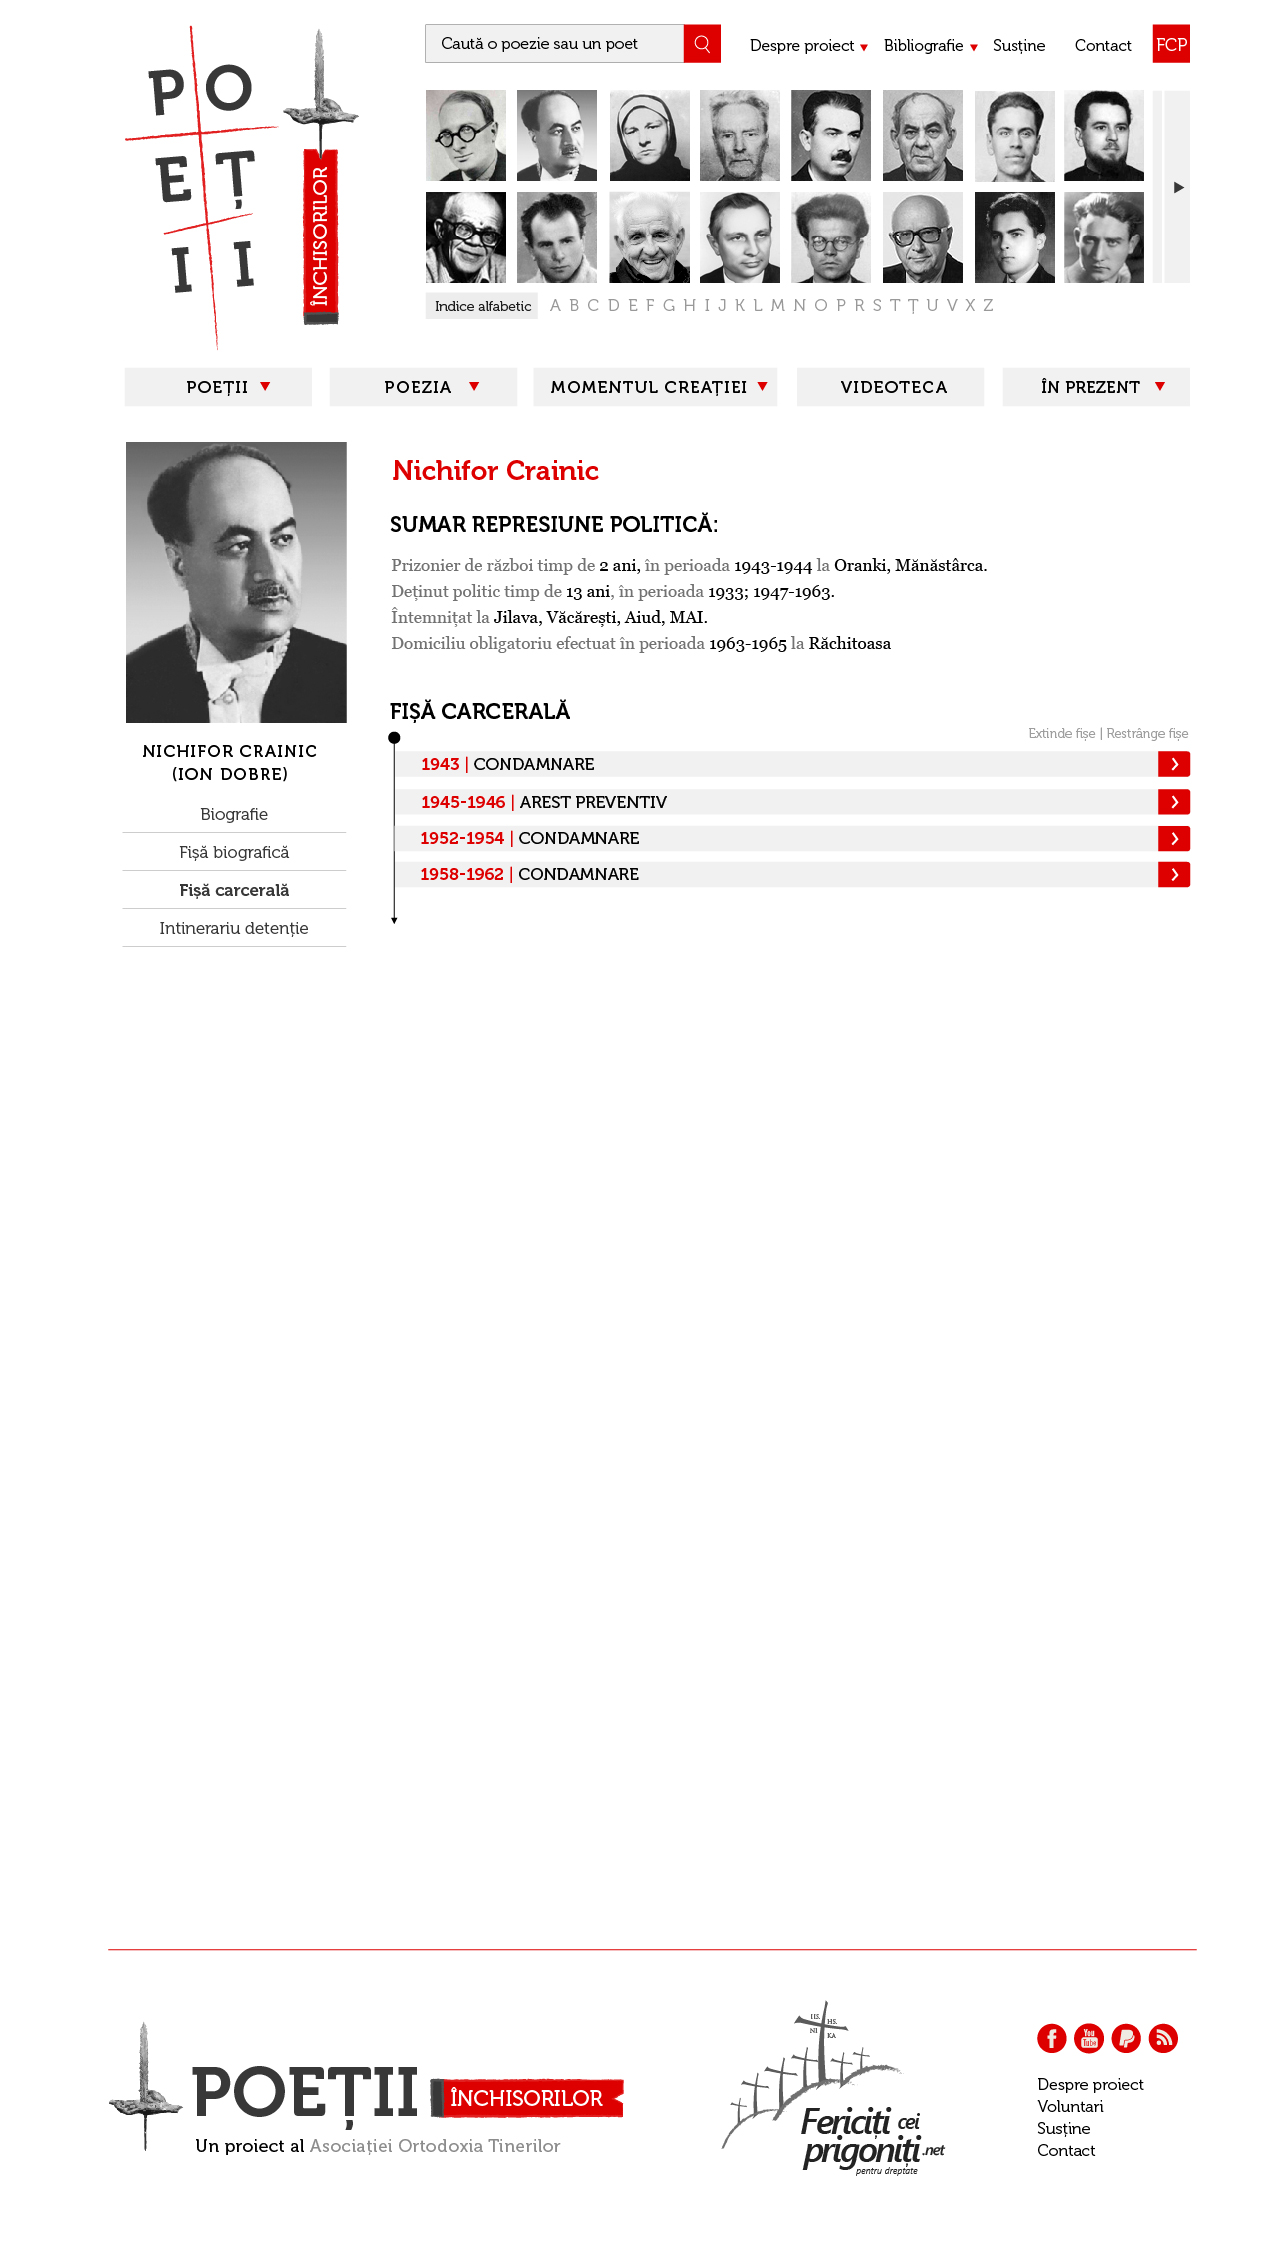 PO
EȚ
II
ÎNCHISORILOR
Caută o poezie sau un poet
Despre proiect
Bibliografie
Susține
Contact
FCP
Indice alfabetic
A B C D E F G H I J K L M N O P R S T Ț U V X Z
POEȚII
POEZIA
MOMENTUL CREAȚIEI
VIDEOTECA
ÎN PREZENT
NICHIFOR CRAINIC
(ION DOBRE)
Biografie
Fișă biografică
Fișă carcerală
Intinerariu detenție
Nichifor Crainic
SUMAR REPRESIUNE POLITICĂ:
Prizonier de război timp de 2 ani, în perioada 1943-1944 la Oranki, Mănăstârca.
Deținut politic timp de 13 ani, în perioada 1933; 1947-1963.
Întemnițat la Jilava, Văcărești, Aiud, MAI.
Domiciliu obligatoriu efectuat în perioada 1963-1965 la Răchitoasa
FIȘĂ CARCERALĂ
Extinde fișe | Restrânge fișe
1943 | CONDAMNARE
1945-1946 | AREST PREVENTIV
1952-1954 | CONDAMNARE
1958-1962 | CONDAMNARE
POEȚII ÎNCHISORILOR
Un proiect al Asociației Ortodoxia Tinerilor
IIS. HS.
NI KA
Fericiți cei
prigoniți.net
pentru dreptate
You
Tube
Despre proiect
Voluntari
Susține
Contact